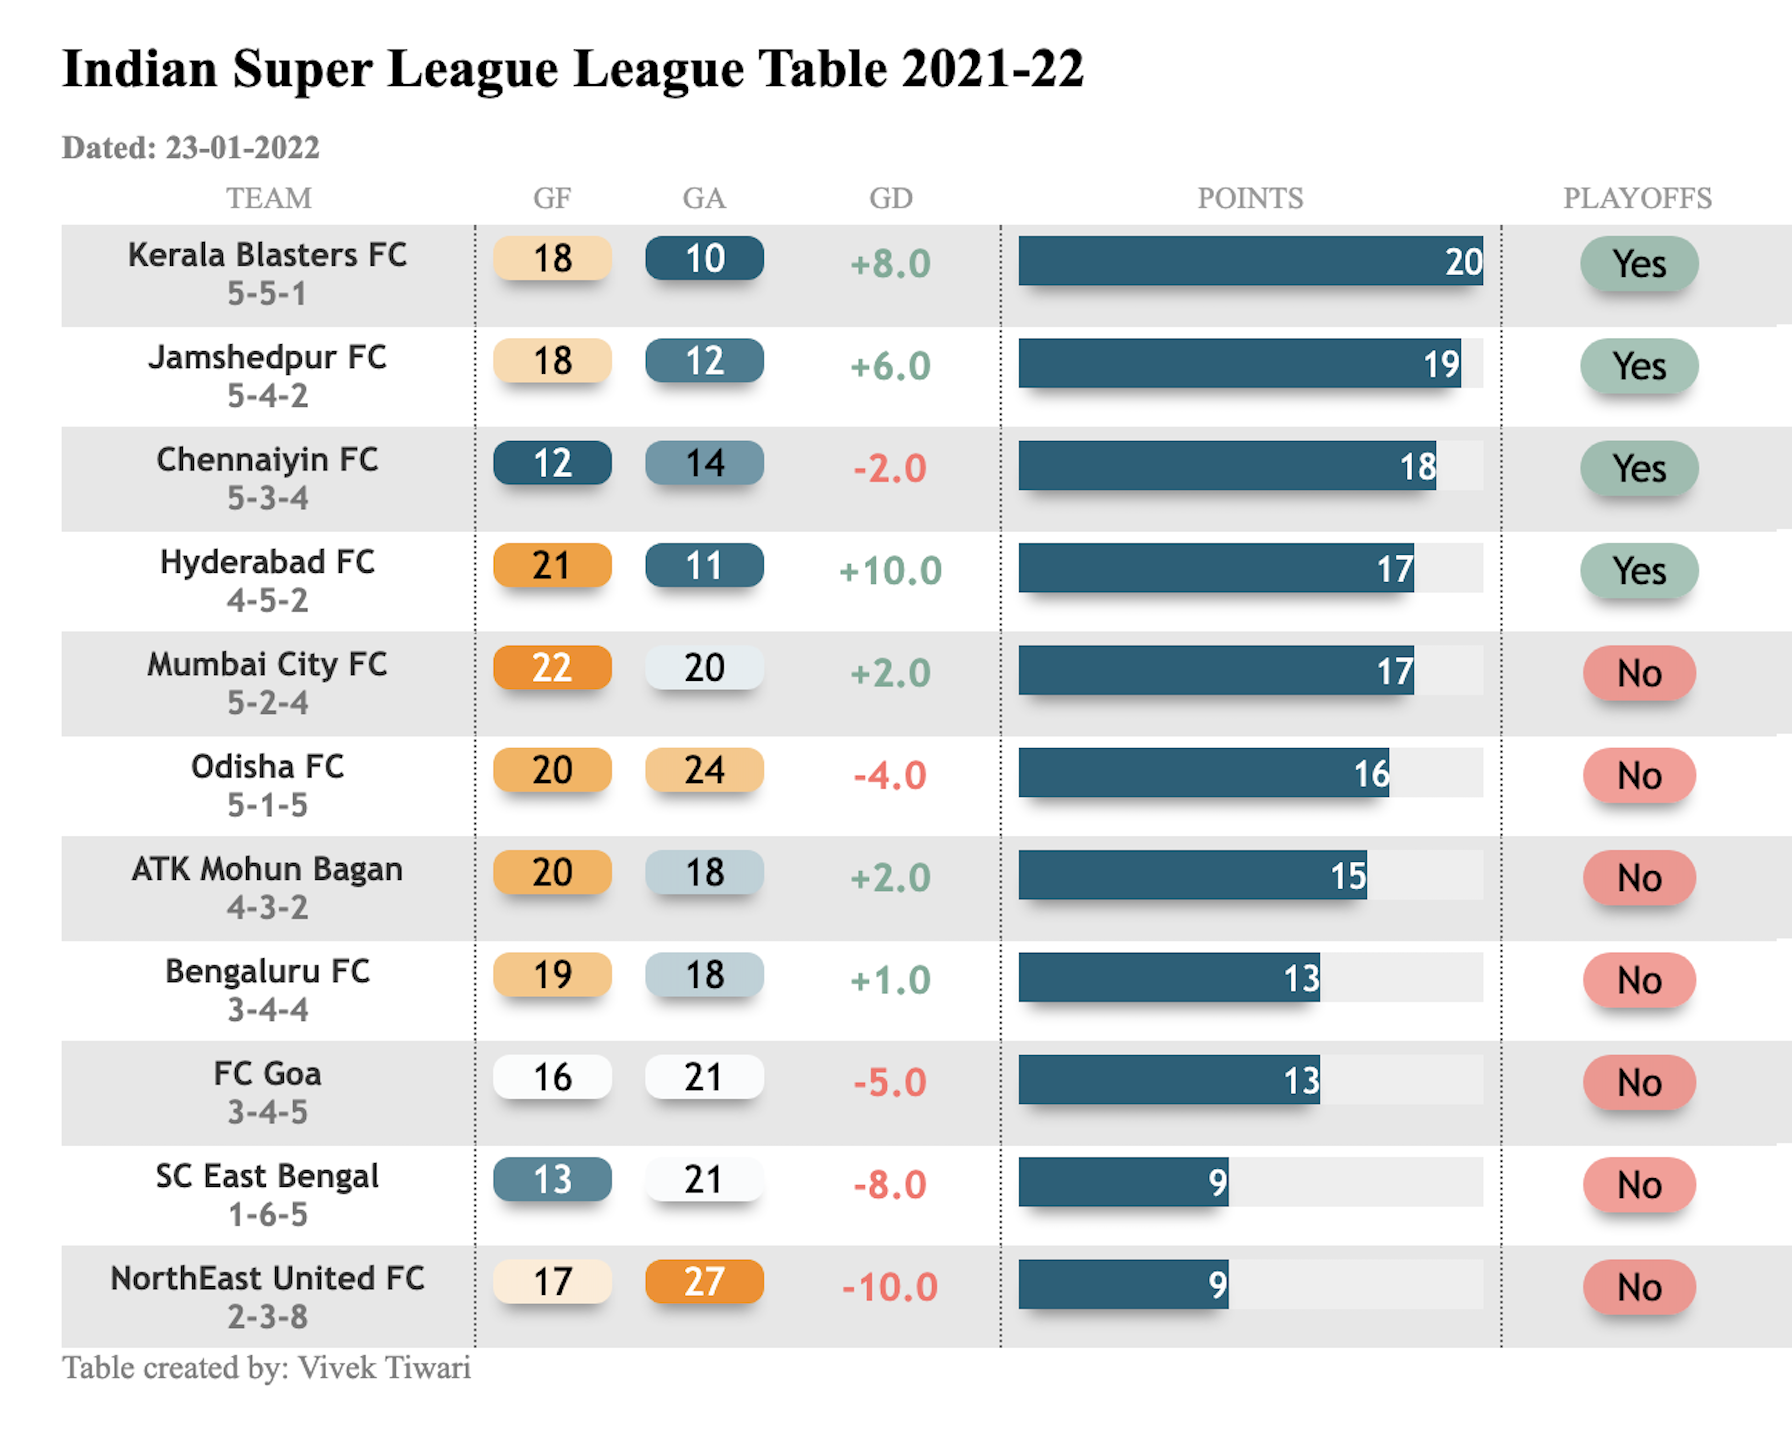 Indian Super League League Table 2021-22
Dated: 23-01-2022
TEAM GF GA GD POINTS PLAYOFFS
Kerala Blasters FC 18 10 +8.0 20 Yes
5-5-1
Jamshedpur FC 18 12 +6.0 19 Yes
5-4-2
Chennaiyin FC 12 14 -2.0 18 Yes
5-3-4
Hyderabad FC 21 11 +10.0 17 Yes
4-5-2
Mumbai City FC 22 20 +2.0 17 No
5-2-4
Odisha FC 20 24 -4.0 16 No
5-1-5
ATK Mohun Bagan 20 18 +2.0 15 No
4-3-2
Bengaluru FC 19 18 +1.0 13 No
3-4-4
FC Goa 16 21 -5.0 13 No
3-4-5
SC East Bengal 13 21 -8.0 9 No
1-6-5
NorthEast United FC 17 27 -10.0 9 No
2-3-8
Table created by: Vivek Tiwari